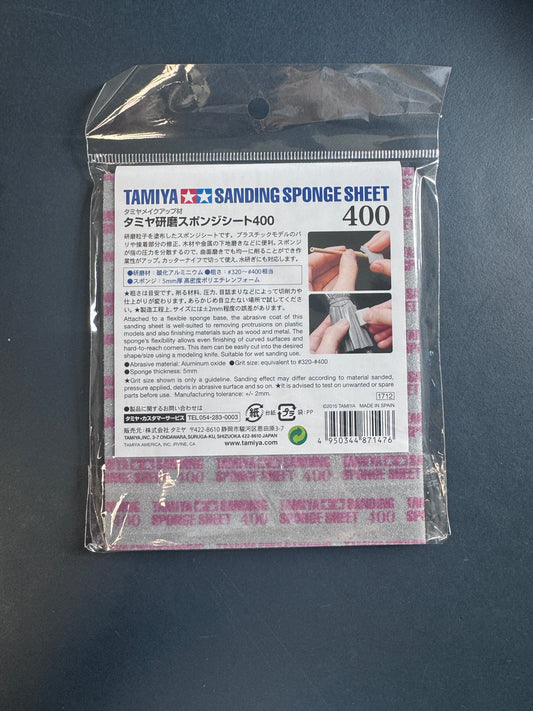 TAMIYA SANDING SPONGE SHEET
タミヤメイクアップ材
タミヤ研磨スポンジシート400
400
研磨粒子を塗布したスポンジシートです。プラスチックモデルのバ
リや接着部分の修正、木材や金属の下地磨きなどに便利。スポンジ
が指の圧力を分散するので、曲面磨きでも均一に削ることができ作
業性がアップ。カッターナイフで切って使え、水研ぎにも対応します。
●研磨材:酸化アルミニウム ●粗さ:#320~#400相当
●スポンジ:5mm厚 高密度ポリエチレンフォーム
★粗さは目安です。削る材料、圧力、目詰まりなどによって切削力や
仕上がりが変わります。あらかじめ目立たない場所で試してください。
★製造工程上、サイズには±2mm程度の誤差があります。
Attached to a flexible sponge base, the abrasive coat of this
sanding sheet is well-suited to removing protrusions on plastic
models and also finishing materials such as wood and metal. The
sponge's flexibility allows even finishing of curved surfaces and
hard-to-reach corners. This item can be easily cut into the desired
shape/size using a modeling knife. Suitable for wet sanding use.
●Abrasive material: Aluminum oxide ●Grit size: equivalent to #320-#400
●Sponge thickness: 5mm
★Grit size shown is only a guideline. Sanding effect may differ according to material sanded,
pressure applied, debris in abrasive surface and so on. ★It is advised to test on unwanted or spare
parts before use. Manufacturing tolerance: +/- 2mm.
1712
●製品に関するお問い合わせは
タミヤ・カスタマーサービス TEL.054-283-0003
紙 台紙 プラ 袋:PP
©2015 TAMIYA MADE IN SPAIN
販売元:株式会社 タミヤ 〒422-8610 静岡市駿河区恩田原3-7
TAMIYA,INC. 3-7 ONDAWARA, SURUGA-KU, SHIZUOKA 422-8610 JAPAN
TAMIYA AMERICA, INC. IRVINE, CA.
www.tamiya.com
4 950344 871476
TAMIYA SANDING TAMIYA SANDING
SPONGE SHEET 400 SPONGE SHEET 400